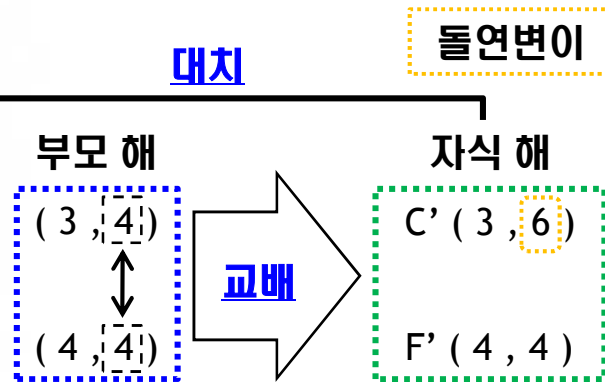 돌연변이
대치
부모 해
자식 해
( 3 , 4 )
C’ ( 3 , 6 )
교배
( 4 , 4 )
F’ ( 4 , 4 )